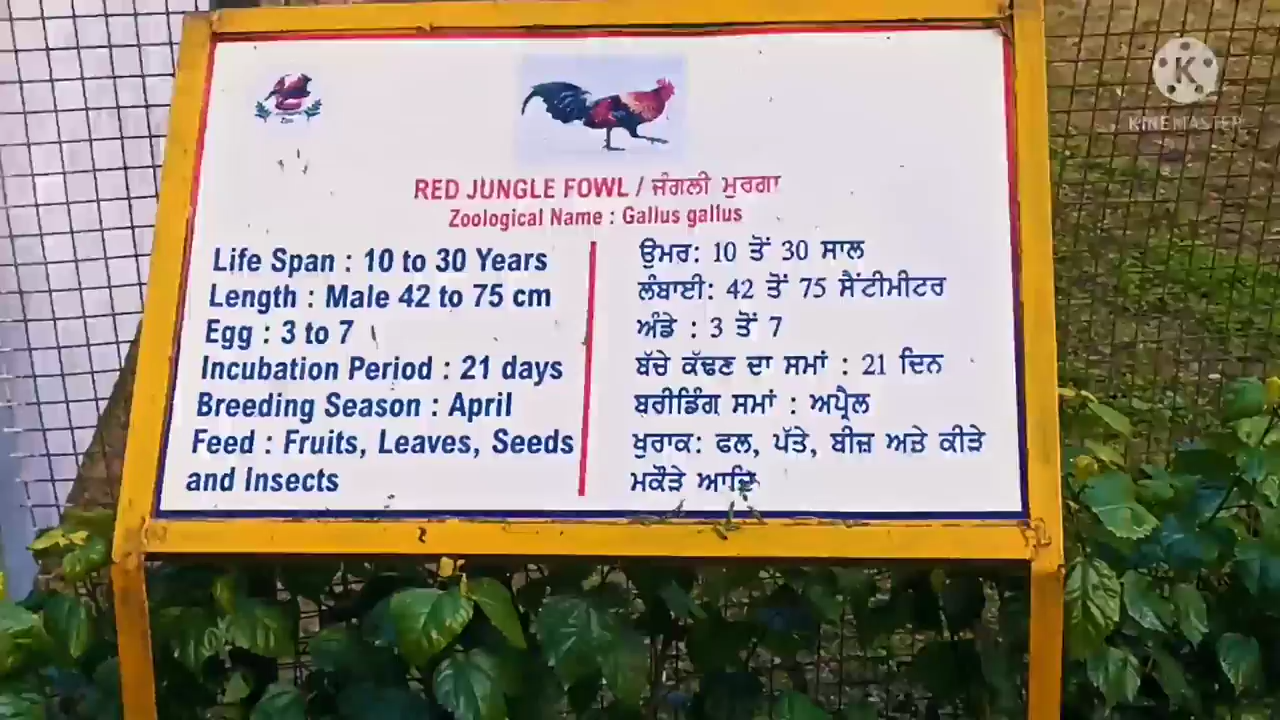 KINEMASTER
Zoo
RED JUNGLE FOWL / ਜੰਗਲੀ ਮੁਰਗਾ
Zoological Name : Gallus gallus
Life Span : 10 to 30 Years
Length : Male 42 to 75 cm
Egg : 3 to 7
Incubation Period : 21 days
Breeding Season : April
Feed : Fruits, Leaves, Seeds
and Insects
ਉਮਰ: 10 ਤੋਂ 30 ਸਾਲ
ਲੰਬਾਈ: 42 ਤੋਂ 75 ਸੈਂਟੀਮੀਟਰ
ਅੰਡੇ : 3 ਤੋਂ 7
ਬੱਚੇ ਕੱਢਣ ਦਾ ਸਮਾਂ : 21 ਦਿਨ
ਬਰੀਡਿੰਗ ਸਮਾਂ : ਅਪ੍ਰੈਲ
ਖੁਰਾਕ: ਫਲ, ਪੱਤੇ, ਬੀਜ਼ ਅਤੇ ਕੀੜੇ
ਮਕੌੜੇ ਆਦਿ